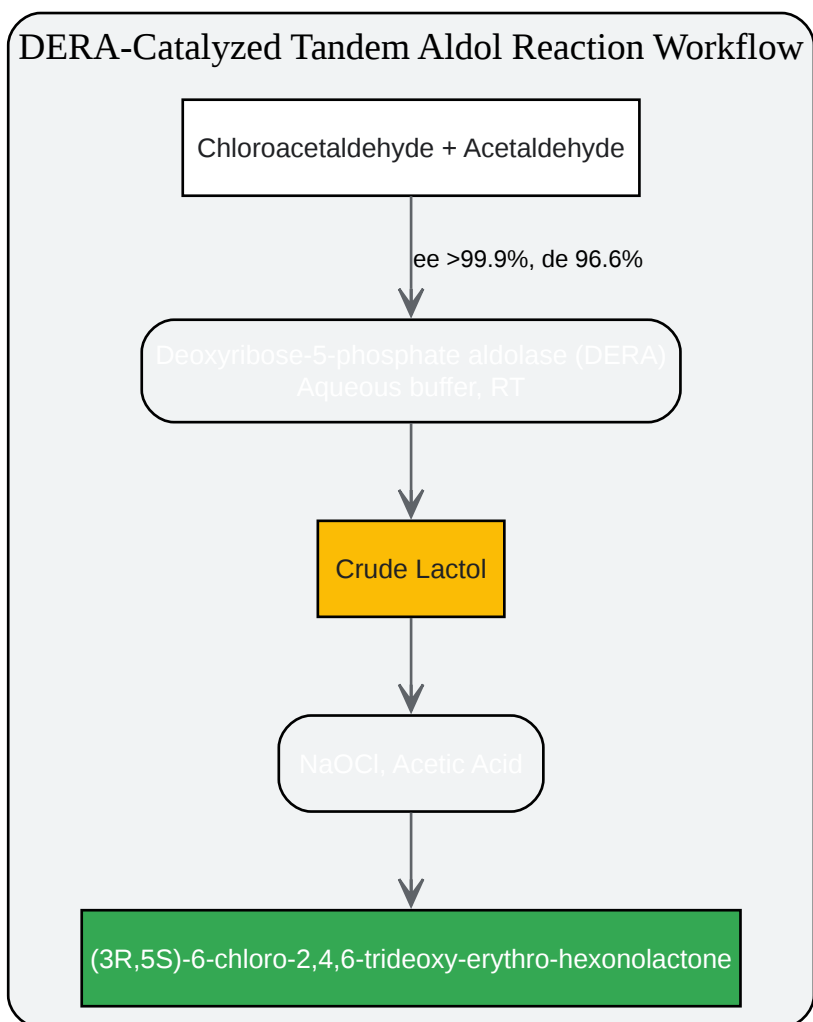 DERA-Catalyzed Tandem Aldol Reaction Workflow
Chloroacetaldehyde + Acetaldehyde
ee >99.9%, de 96.6%
Deoxyribose-5-phosphate aldolase (DERA)
Aqueous buffer, RT
Crude Lactol
NaOCl, Acetic Acid
(3R,5S)-6-chloro-2,4,6-trideoxy-erythro-hexonolactone